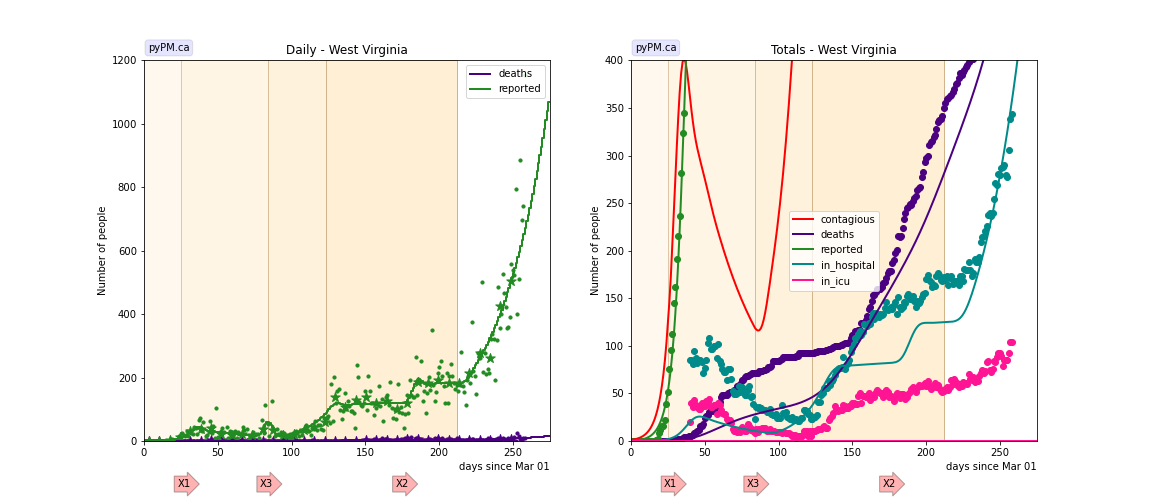 pyPM.ca
Daily - West Virginia
deaths
reported
Number of people
1200
1000
800
600
400
200
0
0
50
100
150
200
250
days since Mar 01
X1
X3
X2
pyPM.ca
Totals - West Virginia
contagious
deaths
reported
in_hospital
in_icu
Number of people
400
350
300
250
200
150
100
50
0
0
50
100
150
200
250
days since Mar 01
X1
X3
X2